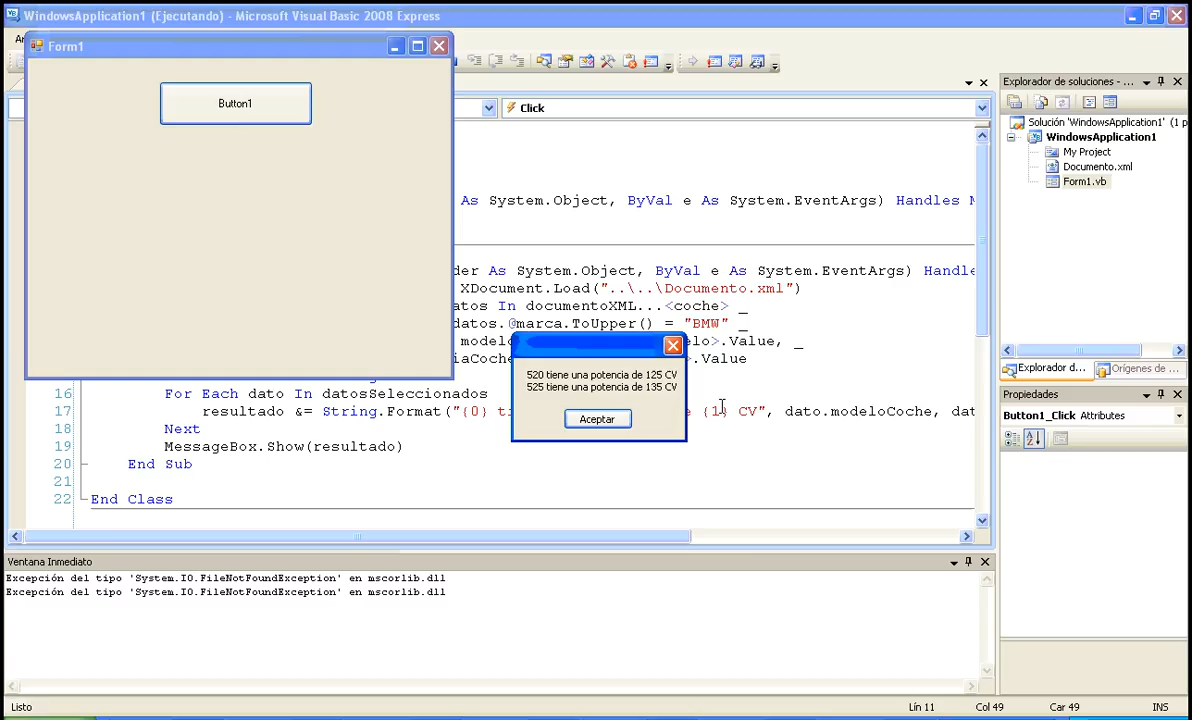 WindowsApplication1 (Ejecutando) - Microsoft Visual Basic 2008 Express
Form1
Button1
Click
Explorador de soluciones - ...
Solución 'WindowsApplication1' (1 p
WindowsApplication1
My Project
Documento.xml
Form1.vb
As System.Object, ByVal e As System.EventArgs) Handles
der As System.Object, ByVal e As System.EventArgs) Handle
XDocument.Load("..\..\Documento.xml")
atos In documentoXML...<coche> _
datos.@marca.ToUpper() = "BMW" _
modelo
lo>.Value, _
iaCoche
>.Value
520 tiene una potencia de 125 CV
525 tiene una potencia de 135 CV
Aceptar
16 For Each dato In datosSeleccionados
17 resultado &= String.Format("{0} ti
e {1} CV", dato.modeloCoche, dat
18 Next
19 MessageBox.Show(resultado)
20 End Sub
21
22 End Class
Explorador d...
Orígenes de ...
Propiedades
Button1_Click Attributes
Ventana Inmediato
Excepción del tipo 'System.IO.FileNotFoundException' en mscorlib.dll
Excepción del tipo 'System.IO.FileNotFoundException' en mscorlib.dll
Listo
Lín 11
Col 49
Car 49
INS